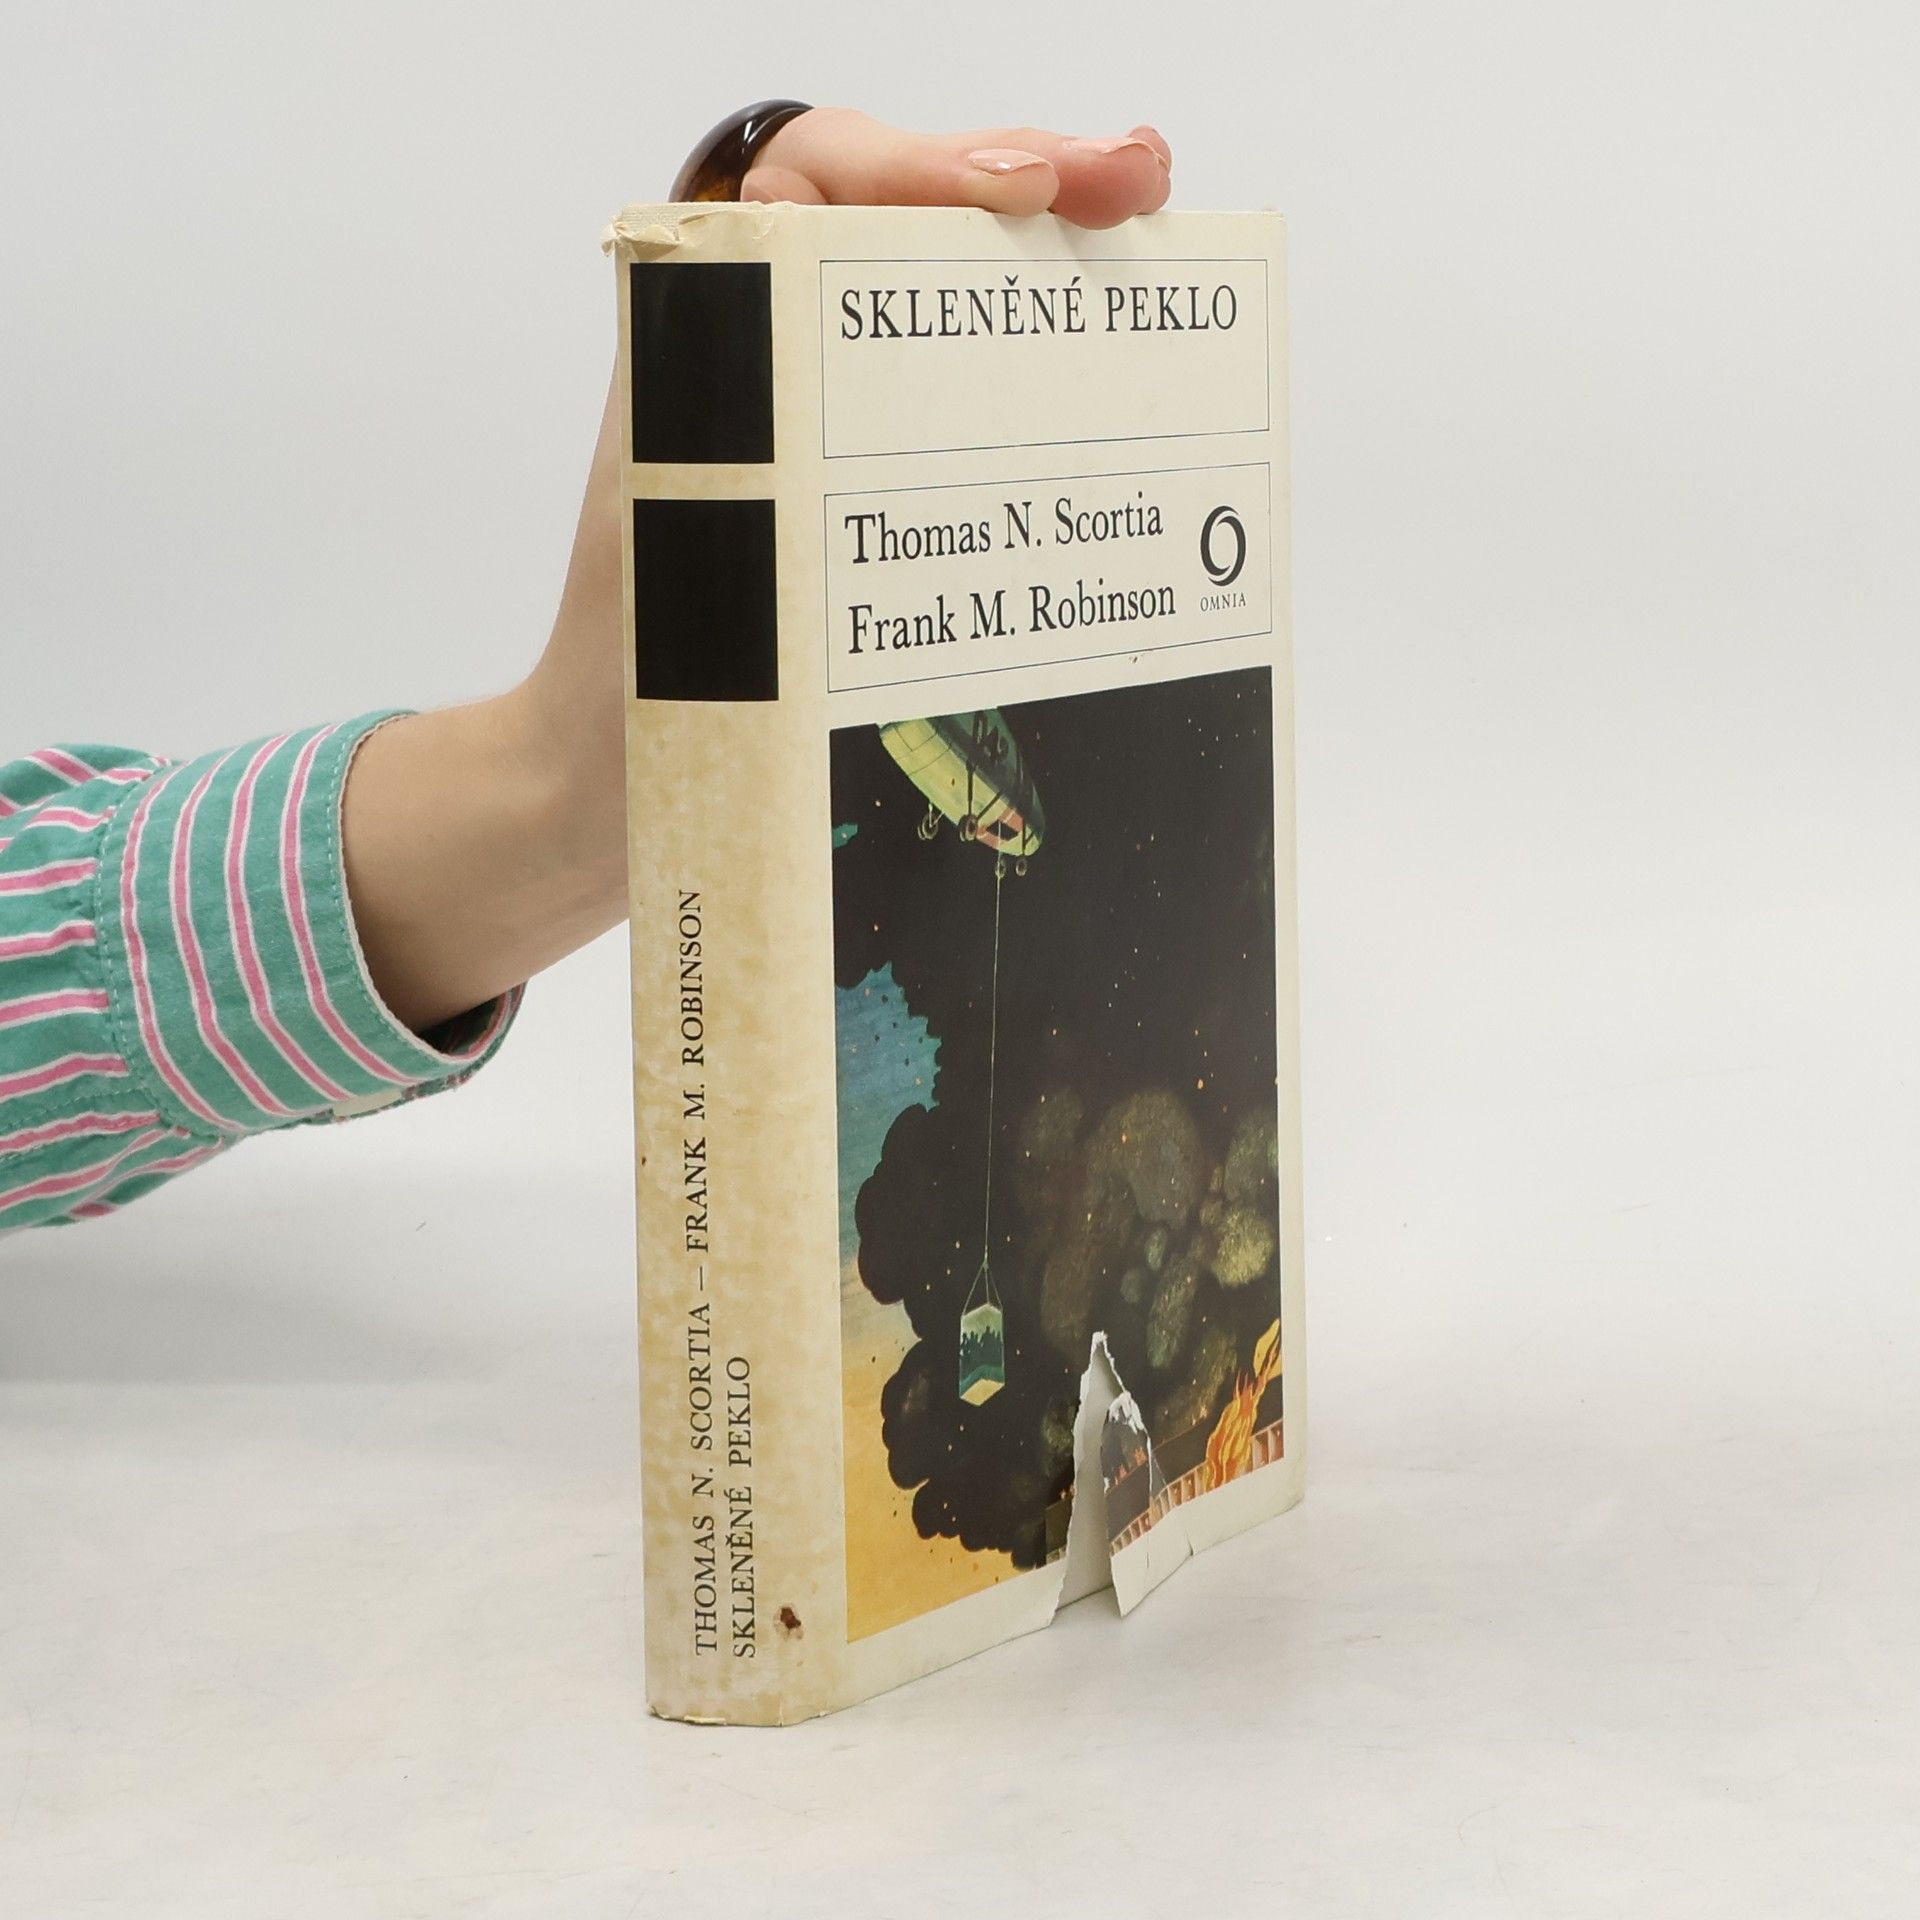 SKLENĚNÉ PEKLO
Thomas N. Scortia
Frank M. Robinson
OMNIA
THOMAS N. SCORTIA – FRANK M. ROBINSON
SKLENĚNÉ PEKLO